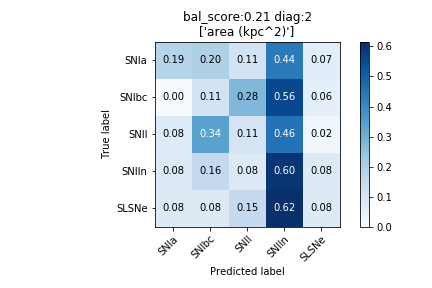 bal_score:0.21 diag:2
['area (kpc^2)']
True label
SNIa 0.19 0.20 0.11 0.44 0.07
SNIbc 0.00 0.11 0.28 0.56 0.06
SNII 0.08 0.34 0.11 0.46 0.02
SNIIn 0.08 0.16 0.08 0.60 0.08
SLSNe 0.08 0.08 0.15 0.62 0.08
SNIa SNIbc SNII SNIIn SLSNe
Predicted label
0.6
0.5
0.4
0.3
0.2
0.1
0.0